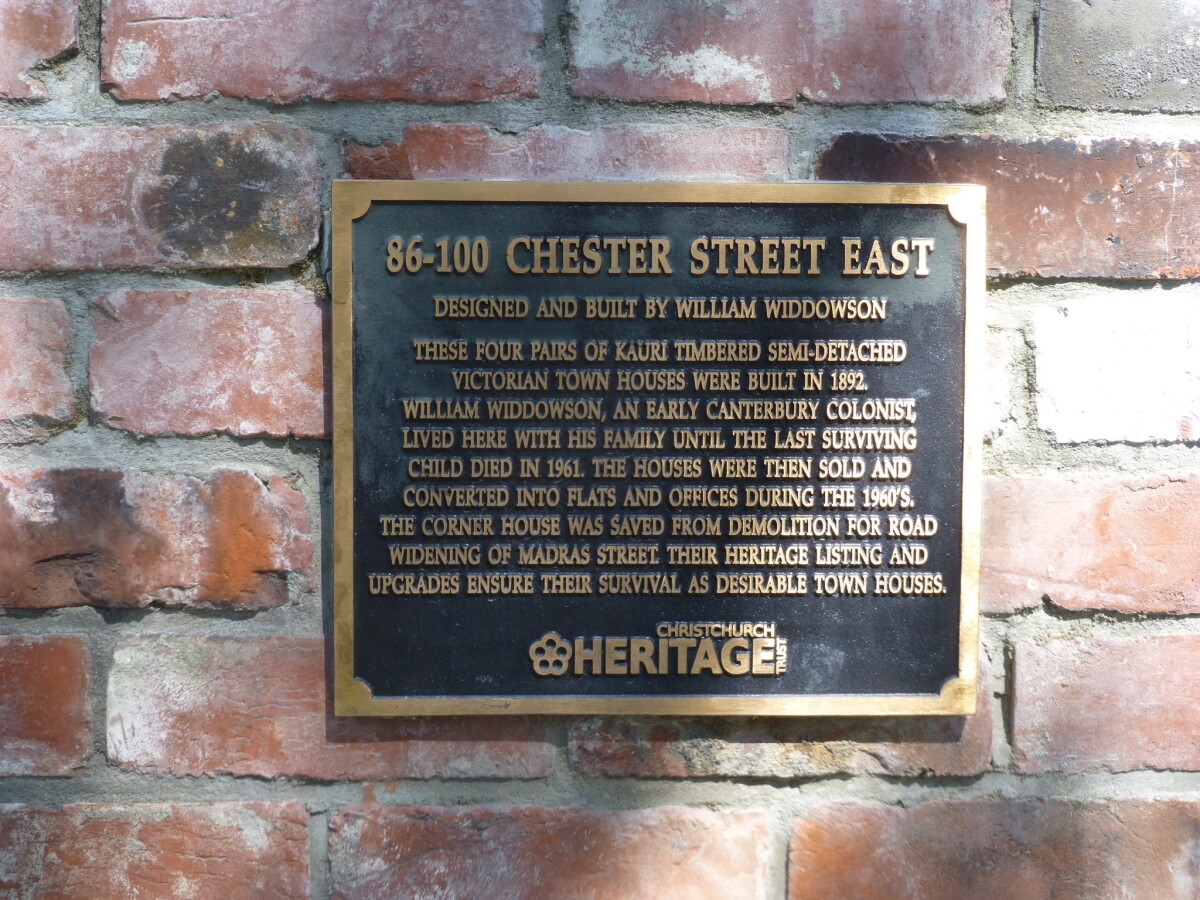 86-100 CHESTER STREET EAST
DESIGNED AND BUILT BY WILLIAM WIDDOWSON
THESE FOUR PAIRS OF KAURI TIMBERED SEMI-DETACHED
VICTORIAN TOWN HOUSES WERE BUILT IN 1892.
WILLIAM WIDDOWSON, AN EARLY CANTERBURY COLONIST,
LIVED HERE WITH HIS FAMILY UNTIL THE LAST SURVIVING
CHILD DIED IN 1961. THE HOUSES WERE THEN SOLD AND
CONVERTED INTO FLATS AND OFFICES DURING THE 1960'S.
THE CORNER HOUSE WAS SAVED FROM DEMOLITION FOR ROAD
WIDENING OF MADRAS STREET. THEIR HERITAGE LISTING AND
UPGRADES ENSURE THEIR SURVIVAL AS DESIRABLE TOWN HOUSES.
CHRISTCHURCH
HERITAGE
TRUST